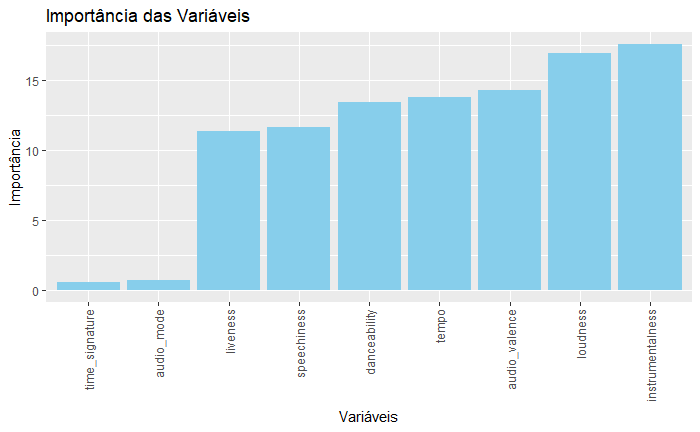 Importância das Variáveis
Importância
15
10
5
0
time_signature
audio_mode
liveness
speechiness
danceability
tempo
audio_valence
loudness
instrumentalness
Variáveis